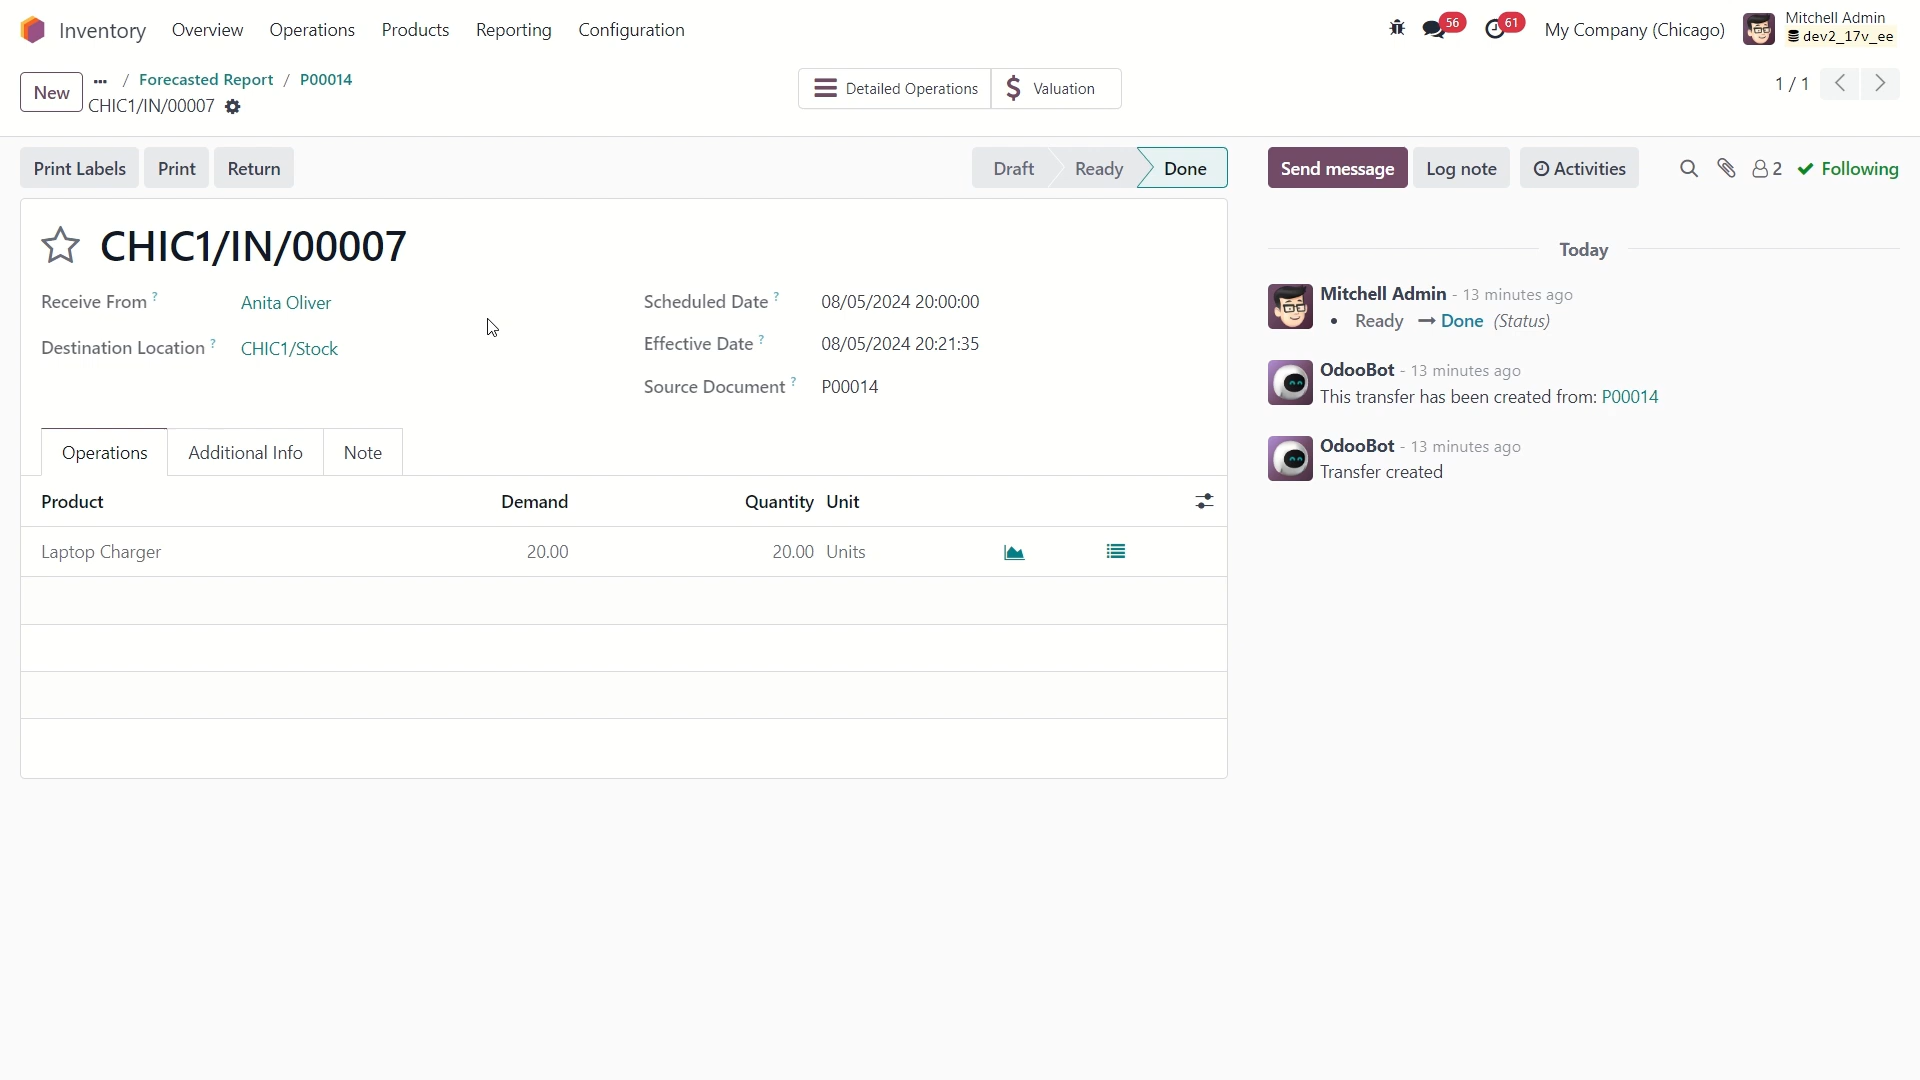 Inventory Overview Operations Products Reporting Configuration 56 61 My Company (Chicago) Mitchell Admin
dev2_17v_ee
New ... / Forecasted Report / P00014
CHIC1/IN/00007
Detailed Operations Valuation
1 / 1
Print Labels Print Return
Draft Ready Done
Send message Log note Activities 2 Following
CHIC1/IN/00007
Receive From ? Anita Oliver
Destination Location ? CHIC1/Stock
Scheduled Date ? 08/05/2024 20:00:00
Effective Date ? 08/05/2024 20:21:35
Source Document ? P00014
Operations Additional Info Note
Product Demand Quantity Unit
Laptop Charger 20.00 20.00 Units
Today
Mitchell Admin - 13 minutes ago
• Ready → Done (Status)
OdooBot - 13 minutes ago
This transfer has been created from: P00014
OdooBot - 13 minutes ago
Transfer created